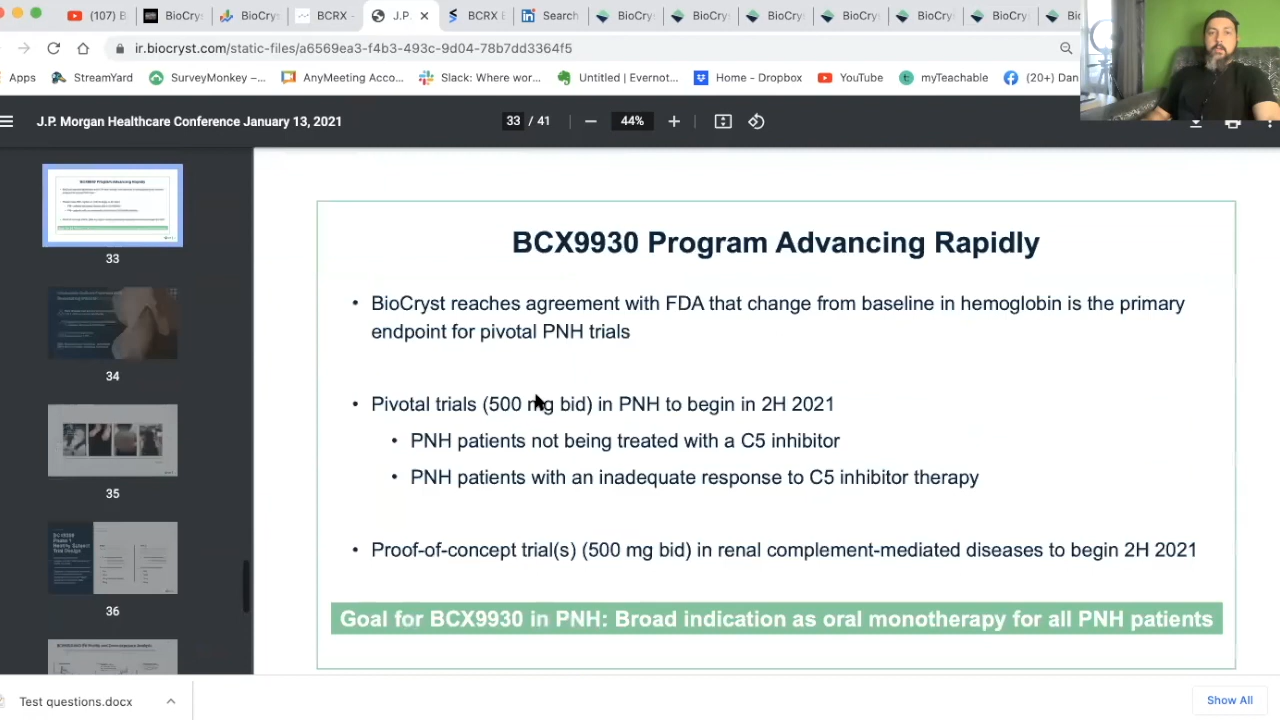 (107)
BioCrys
BioCrys
BCRX -
J.P.
BCRX E
Search
BioCry
BioCry
BioCry
BioCry
BioCry
BioCry
Bi
ir.biocryst.com/static-files/a6569ea3-f4b3-493c-9d04-78b7dd3364f5
Apps
StreamYard
SurveyMonkey –...
AnyMeeting Acco...
Slack: Where wor...
Untitled | Evernot...
Home - Dropbox
YouTube
myTeachable
(20+) Dan
J.P. Morgan Healthcare Conference January 13, 2021
33 / 41
44%
BCX9930 Program Advancing Rapidly
33
34
35
36
BCX9930 Program Advancing Rapidly
• BioCryst reaches agreement with FDA that change from baseline in hemoglobin is the primary
endpoint for pivotal PNH trials
• Pivotal trials (500 mg bid) in PNH to begin in 2H 2021
• PNH patients not being treated with a C5 inhibitor
• PNH patients with an inadequate response to C5 inhibitor therapy
• Proof-of-concept trial(s) (500 mg bid) in renal complement-mediated diseases to begin 2H 2021
Goal for BCX9930 in PNH: Broad indication as oral monotherapy for all PNH patients
Test questions.docx
Show All